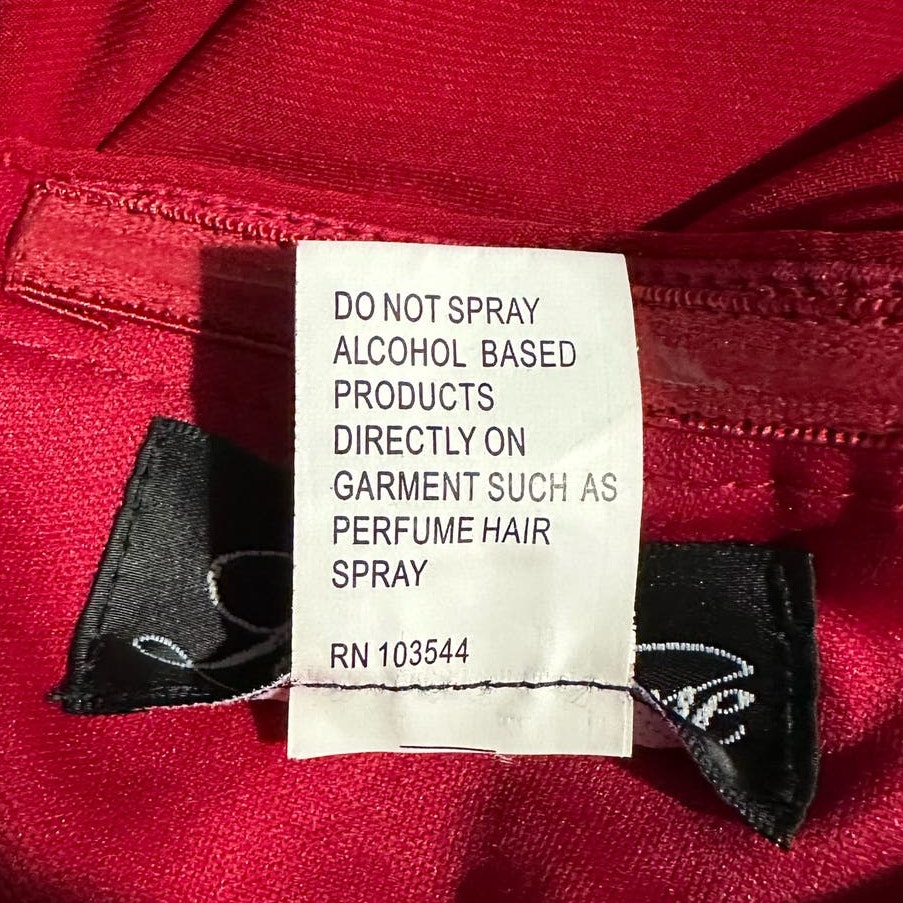 DO NOT SPRAY
ALCOHOL BASED
PRODUCTS
DIRECTLY ON
GARMENT SUCH AS
PERFUME HAIR
SPRAY
RN 103544